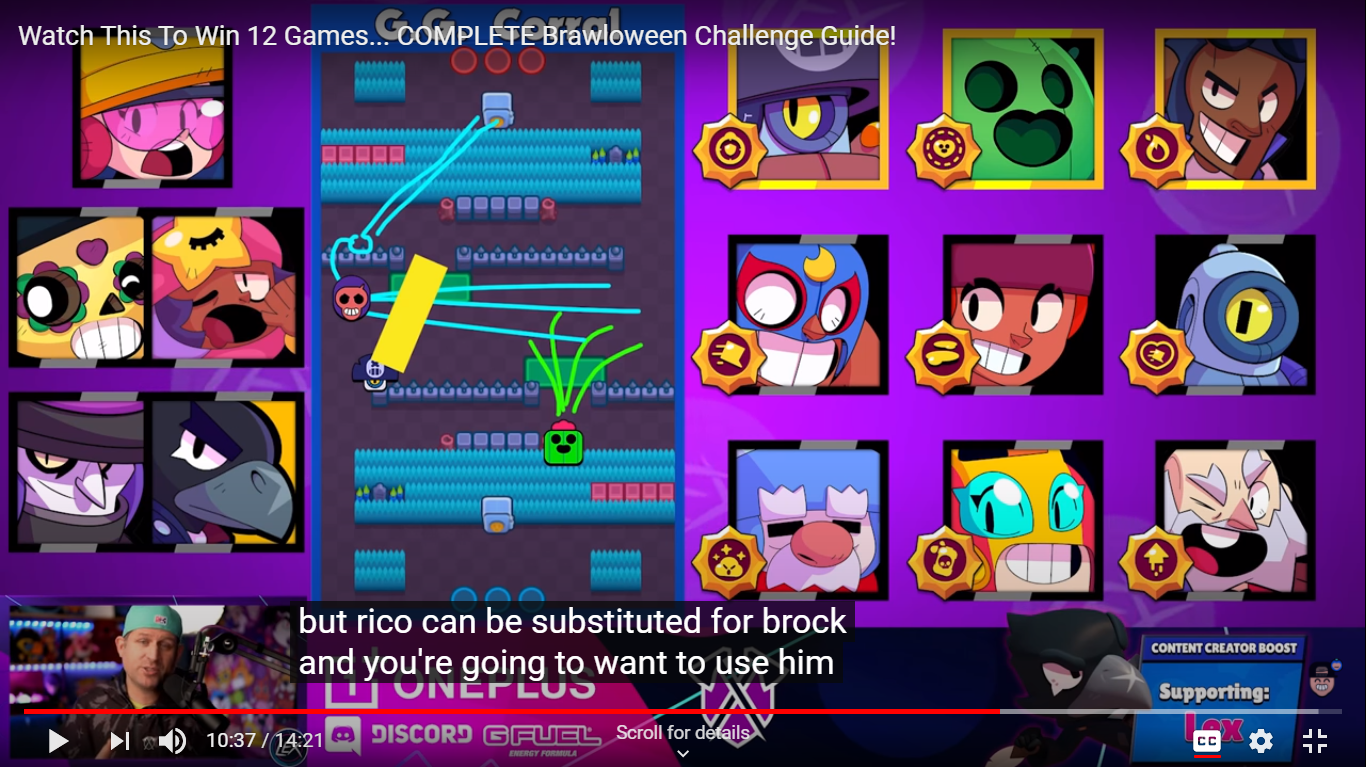 Watch This To Win 12 Games... COMPLETE Brawloween Challenge Guide!
G.G. Corral
but rico can be substituted for brock
and you're going to want to use him
ONEPLUS
DISCORD GFUEL
ENERGY FORMULA
CONTENT CREATOR BOOST
Supporting:
Lex
10:37 / 14:21
Scroll for details
CC